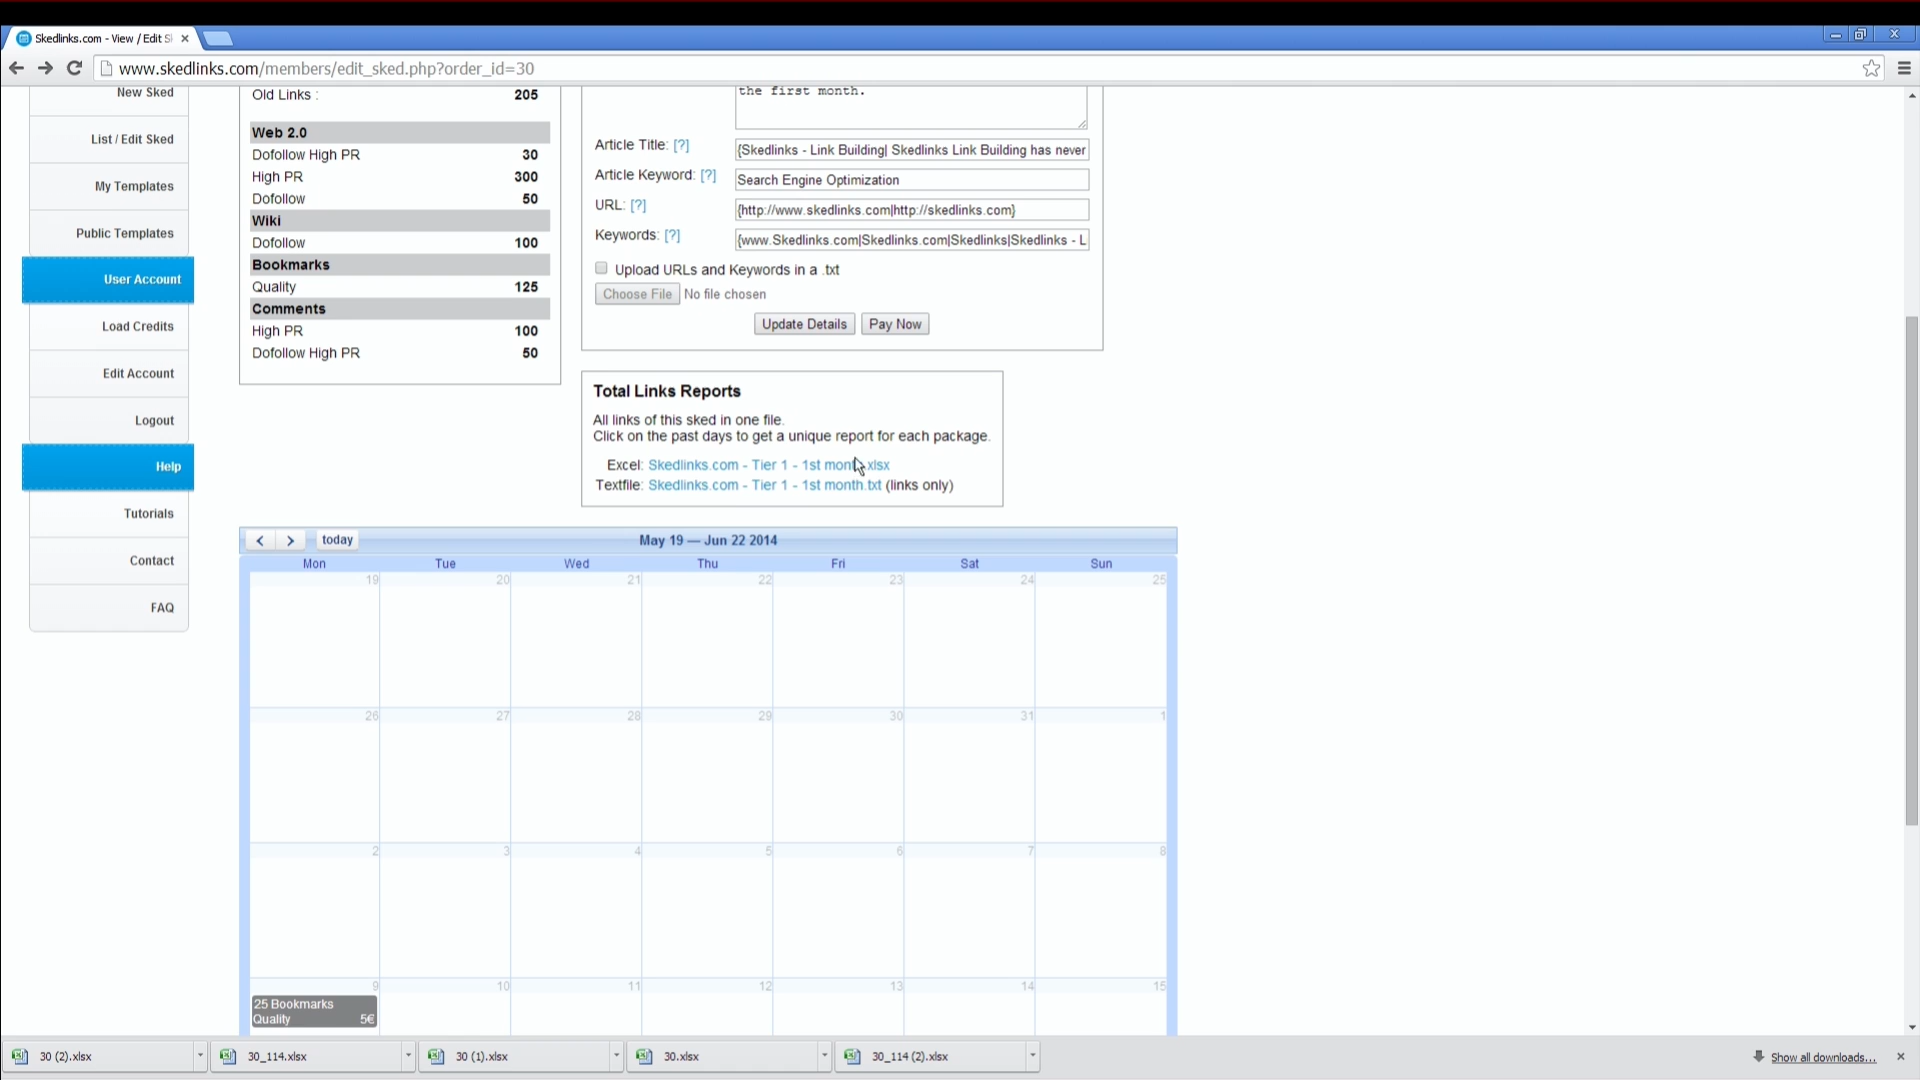 Skedlinks.com - View / Edit S
www.skedlinks.com/members/edit_sked.php?order_id=30
New Sked
List / Edit Sked
My Templates
Public Templates
User Account
Load Credits
Edit Account
Logout
Help
Tutorials
Contact
FAQ
Old Links : 205
Web 2.0
Dofollow High PR 30
High PR 300
Dofollow 50
Wiki
Dofollow 100
Bookmarks
Quality 125
Comments
High PR 100
Dofollow High PR 50
the first month.
Article Title: [?] {Skedlinks - Link Building| Skedlinks Link Building has never
Article Keyword: [?] Search Engine Optimization
URL: [?] {http://www.skedlinks.com|http://skedlinks.com}
Keywords: [?] {www.Skedlinks.com|Skedlinks.com|Skedlinks|Skedlinks - L
Upload URLs and Keywords in a .txt
Choose File No file chosen
Update Details Pay Now
Total Links Reports
All links of this sked in one file.
Click on the past days to get a unique report for each package.
Excel: Skedlinks.com - Tier 1 - 1st month.xlsx
Textfile: Skedlinks.com - Tier 1 - 1st month.txt (links only)
< > today May 19 — Jun 22 2014
Mon Tue Wed Thu Fri Sat Sun
19 20 21 22 23 24 25
26 27 28 29 30 31 1
2 3 4 5 6 7 8
9 10 11 12 13 14 15
25 Bookmarks
Quality 5€
30 (2).xlsx 30_114.xlsx 30 (1).xlsx 30.xlsx 30_114 (2).xlsx Show all downloads...